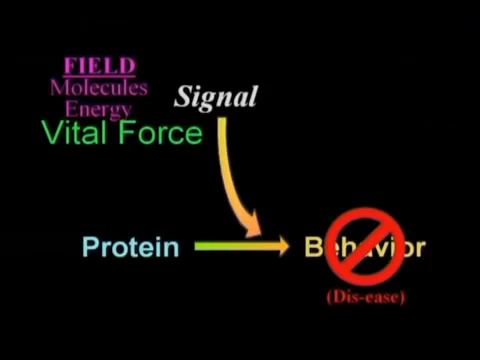 FIELD
Molecules
Energy
Signal
Vital Force
Protein
Behavior
(Dis-ease)